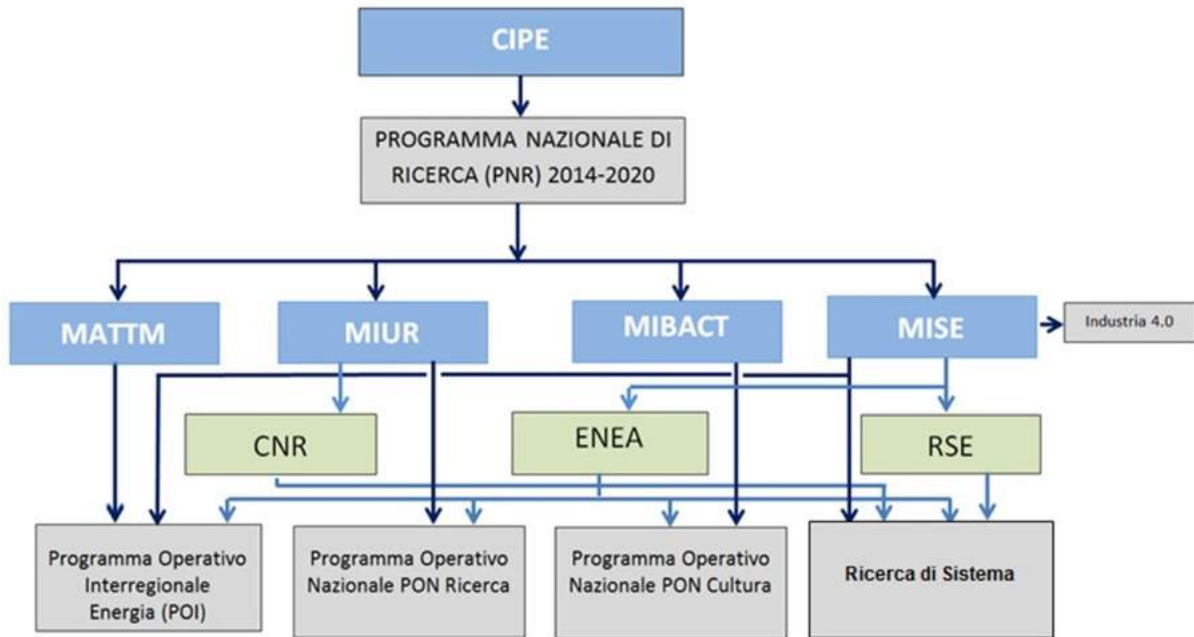 CIPE
PROGRAMMA NAZIONALE DI
RICERCA (PNR) 2014-2020
MATTM
MIUR
MIBACT
MISE
Industria 4.0
CNR
ENEA
RSE
Programma Operativo
Interregionale
Energia (POI)
Programma Operativo
Nazionale PON Ricerca
Programma Operativo
Nazionale PON Cultura
Ricerca di Sistema